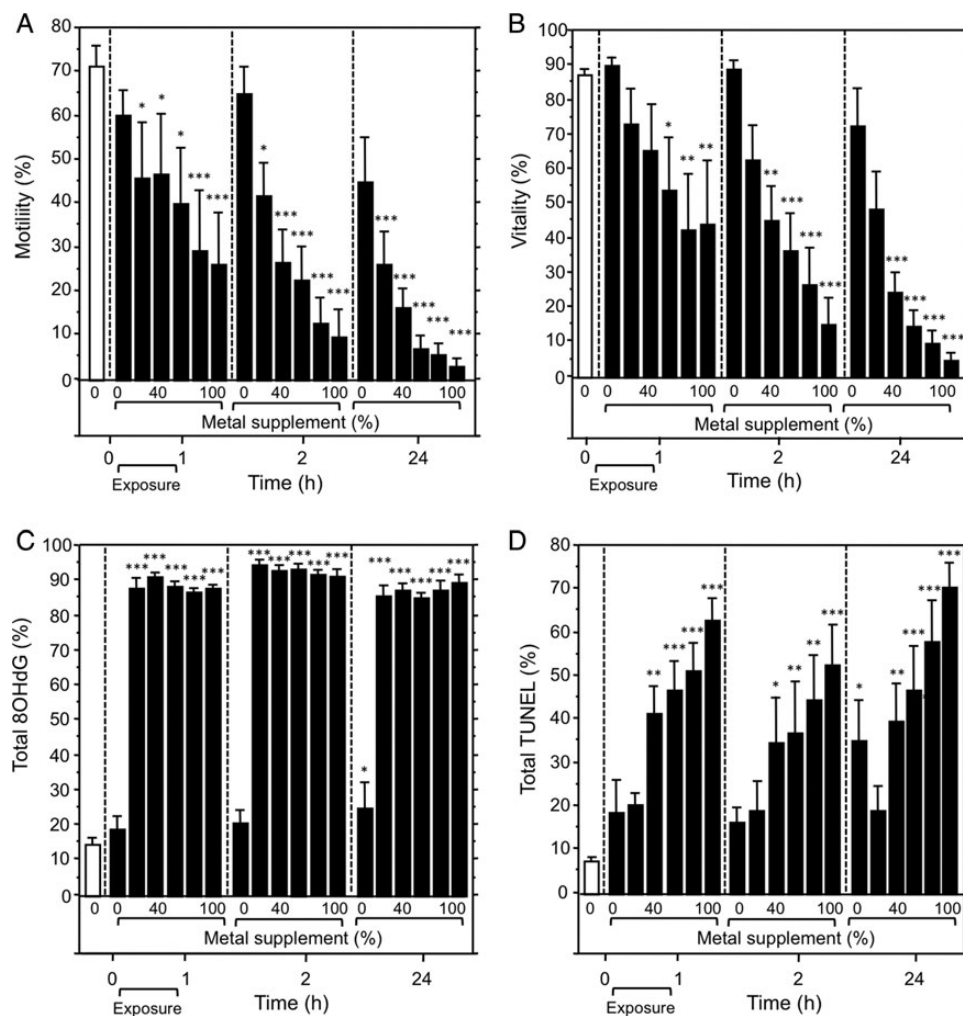 A
Motility (%)
80
70
60
50
40
30
20
10
0
* * * *** ***
* *** *** *** ***
*** *** *** *** ***
0 0 40 100 0 40 100 0 40 100
Metal supplement (%)
0 1 2 24
Exposure
Time (h)
B
Vitality (%)
100
90
80
70
60
50
40
30
20
10
0
* ** **
** *** *** ***
*** *** *** ***
0 0 40 100 0 40 100 0 40 100
Metal supplement (%)
0 1 2 24
Exposure
Time (h)
C
Total 8OHdG (%)
100
90
80
70
60
50
40
30
20
10
0
*** *** *** *** ***
*** *** *** *** ***
* *** *** *** *** ***
0 0 40 100 0 40 100 0 40 100
Metal supplement (%)
0 1 2 24
Exposure
Time (h)
D
Total TUNEL (%)
80
70
60
50
40
30
20
10
0
** *** *** ***
* ** ** ***
* ** *** *** ***
0 0 40 100 0 40 100 0 40 100
Metal supplement (%)
0 1 2 24
Exposure
Time (h)